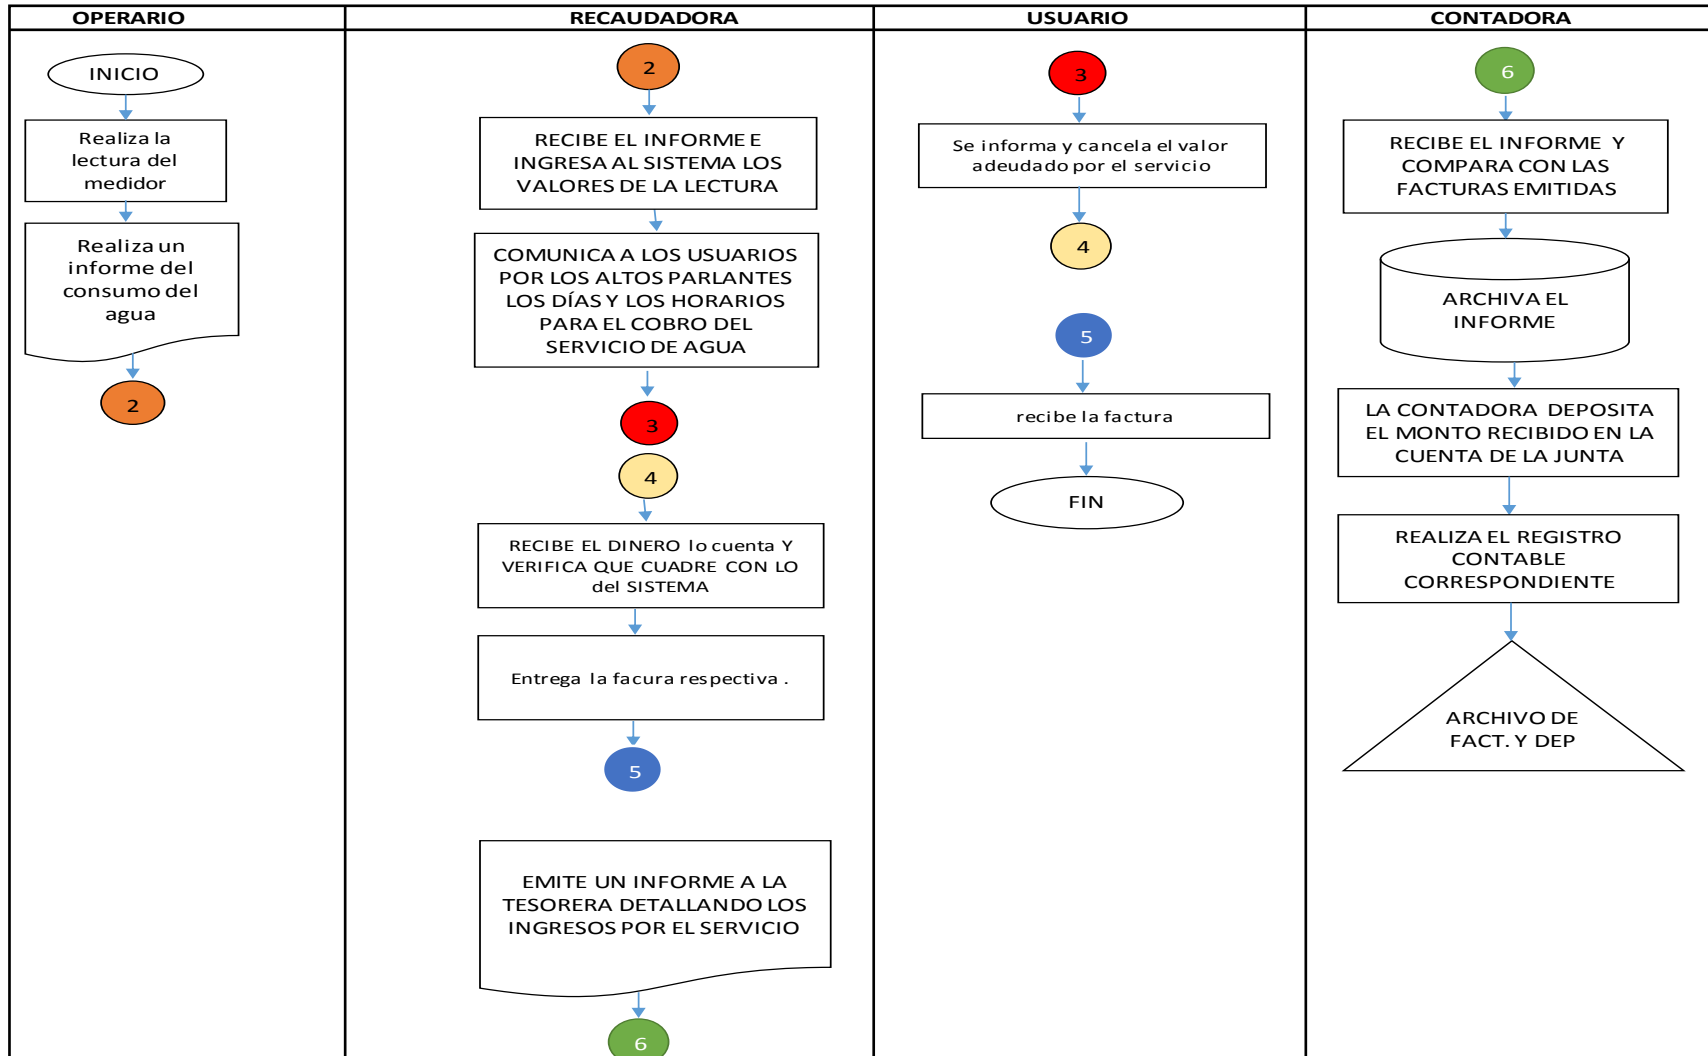 OPERARIO
RECAUDADORA
USUARIO
CONTADORA
INICIO
Realiza la
lectura del
medidor
Realiza un
informe del
consumo del
agua
2
2
RECIBE EL INFORME E
INGRESA AL SISTEMA LOS
VALORES DE LA LECTURA
COMUNICA A LOS USUARIOS
POR LOS ALTOS PARLANTES
LOS DÍAS Y LOS HORARIOS
PARA EL COBRO DEL
SERVICIO DE AGUA
3
4
RECIBE EL DINERO lo cuenta Y
VERIFICA QUE CUADRE CON LO
del SISTEMA
Entrega la facura respectiva .
5
EMITE UN INFORME A LA
TESORERA DETALLANDO LOS
INGRESOS POR EL SERVICIO
6
3
Se informa y cancela el valor
adeudado por el servicio
4
5
recibe la factura
FIN
6
RECIBE EL INFORME Y
COMPARA CON LAS
FACTURAS EMITIDAS
ARCHIVA EL
INFORME
LA CONTADORA DEPOSITA
EL MONTO RECIBIDO EN LA
CUENTA DE LA JUNTA
REALIZA EL REGISTRO
CONTABLE
CORRESPONDIENTE
ARCHIVO DE
FACT. Y DEP